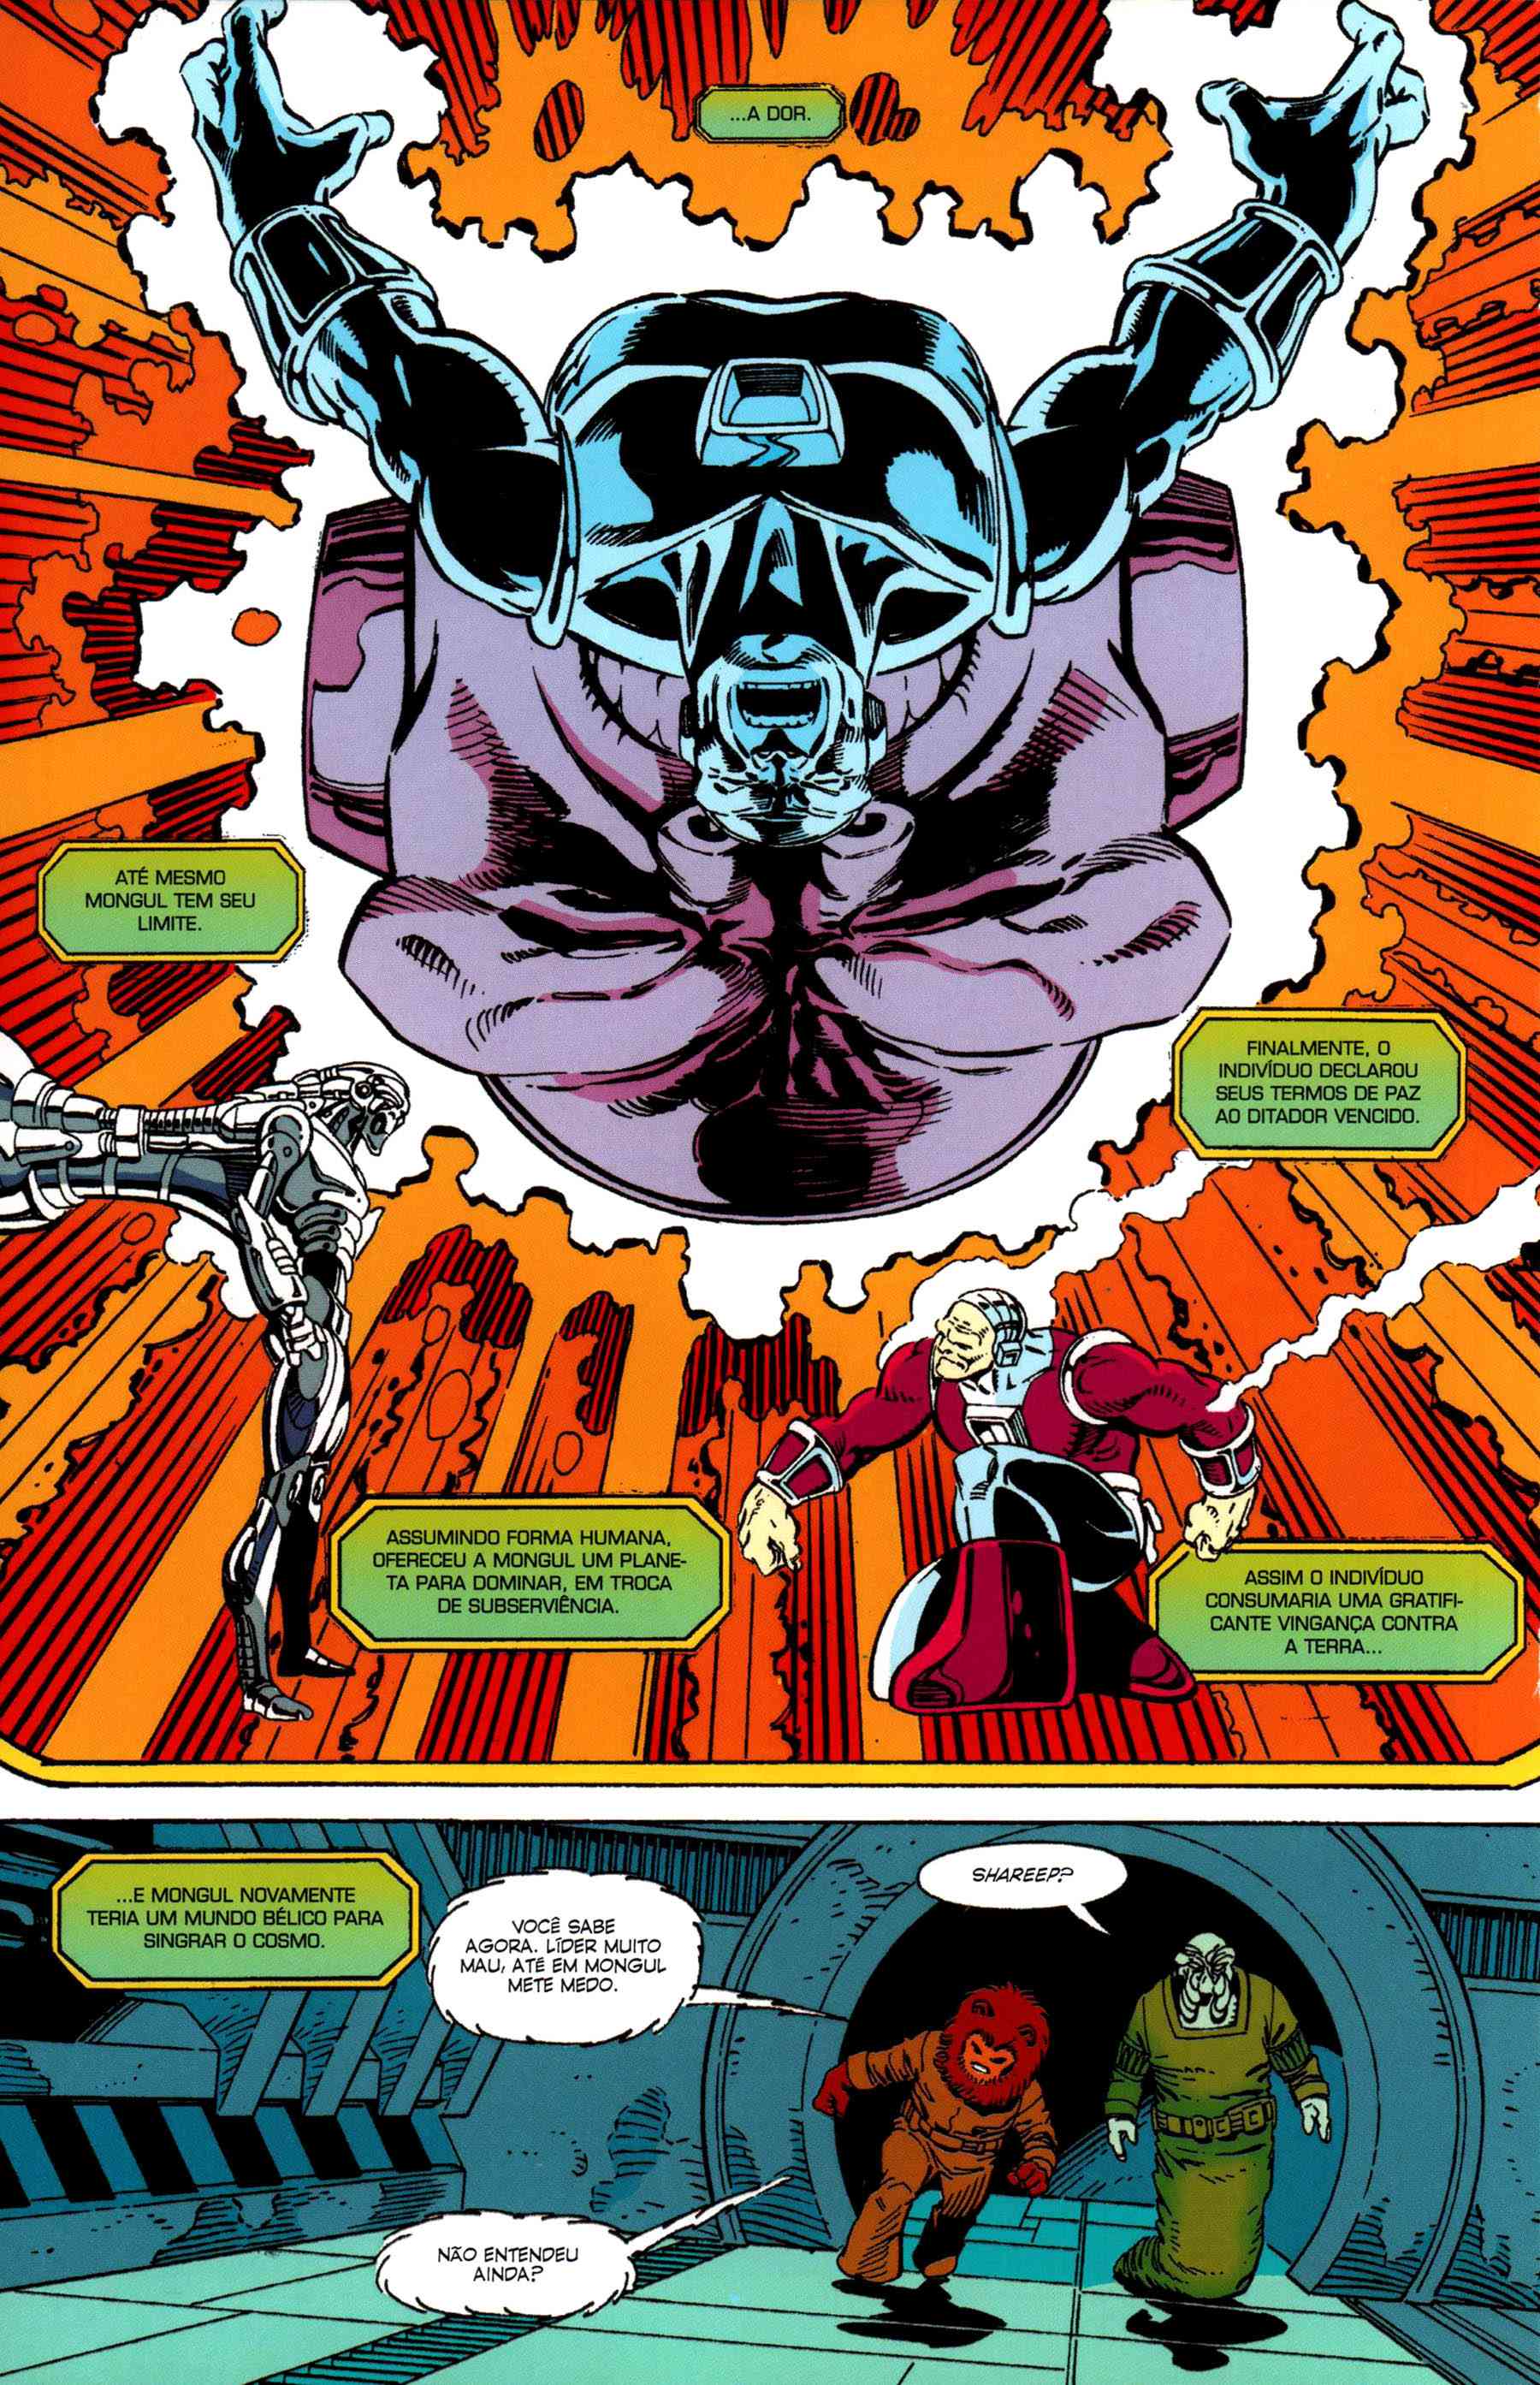 ...A DOR.
ATÉ MESMO
MONGUL TEM SEU
LIMITE.
FINALMENTE, O
INDIVÍDUO DECLAROU
SEUS TERMOS DE PAZ
AO DITADOR VENCIDO.
ASSUMINDO FORMA HUMANA,
OFERECEU A MONGUL UM PLANE-
TA PARA DOMINAR, EM TROCA
DE SUBSERVIÊNCIA.
ASSIM O INDIVÍDUO
CONSUMARIA UMA GRATIFI-
CANTE VINGANÇA CONTRA
A TERRA...
...E MONGUL NOVAMENTE
TERIA UM MUNDO BÉLICO PARA
SINGRAR O COSMO.
VOCÊ SABE
AGORA. LÍDER MUITO
MAU, ATÉ EM MONGUL
METE MEDO.
SHAREEP?
NÃO ENTENDEU
AINDA?